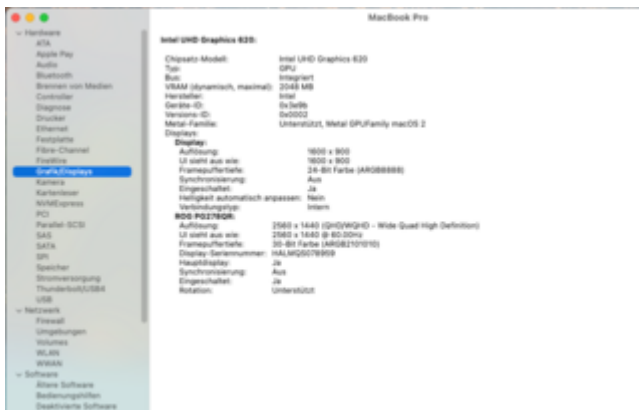 MacBook Pro
Hardware
ATA
Apple Pay
Audio
Bluetooth
Brennen von Medien
Controller
Diagnose
Drucker
Ethernet
Festplatte
Fibre-Channel
FireWire
Grafik/Displays
Kamera
Kartenleser
NVMExpress
PCI
Parallel-SCSI
SAS
SATA
SPI
Speicher
Stromversorgung
Thunderbolt/USB4
USB
Netzwerk
Firewall
Umgebungen
Volumes
WLAN
WWAN
Software
Ältere Software
Bedienungshilfen
Deaktivierte Software
Intel UHD Graphics 620:
Chipsatz-Modell: Intel UHD Graphics 620
Typ: GPU
Bus: Integriert
VRAM (dynamisch, maximal): 2048 MB
Hersteller: Intel
Geräte-ID: 0x3e9b
Versions-ID: 0x0002
Metal-Familie: Unterstützt, Metal GPUFamily macOS 2
Displays:
Display:
Auflösung: 1600 x 900
UI sieht aus wie: 1600 x 900
Framepuffertiefe: 24-Bit Farbe (ARGB8888)
Synchronisierung: Aus
Eingeschaltet: Ja
Helligkeit automatisch anpassen: Nein
Verbindungstyp: Intern
ROG PG278QR:
Auflösung: 2560 x 1440 (QHD/WQHD - Wide Quad High Definition)
UI sieht aus wie: 2560 x 1440 @ 60.00Hz
Framepuffertiefe: 30-Bit Farbe (ARGB2101010)
Display-Seriennummer:
Hauptdisplay: Ja
Synchronisierung: Aus
Eingeschaltet: Ja
Rotation: Unterstützt